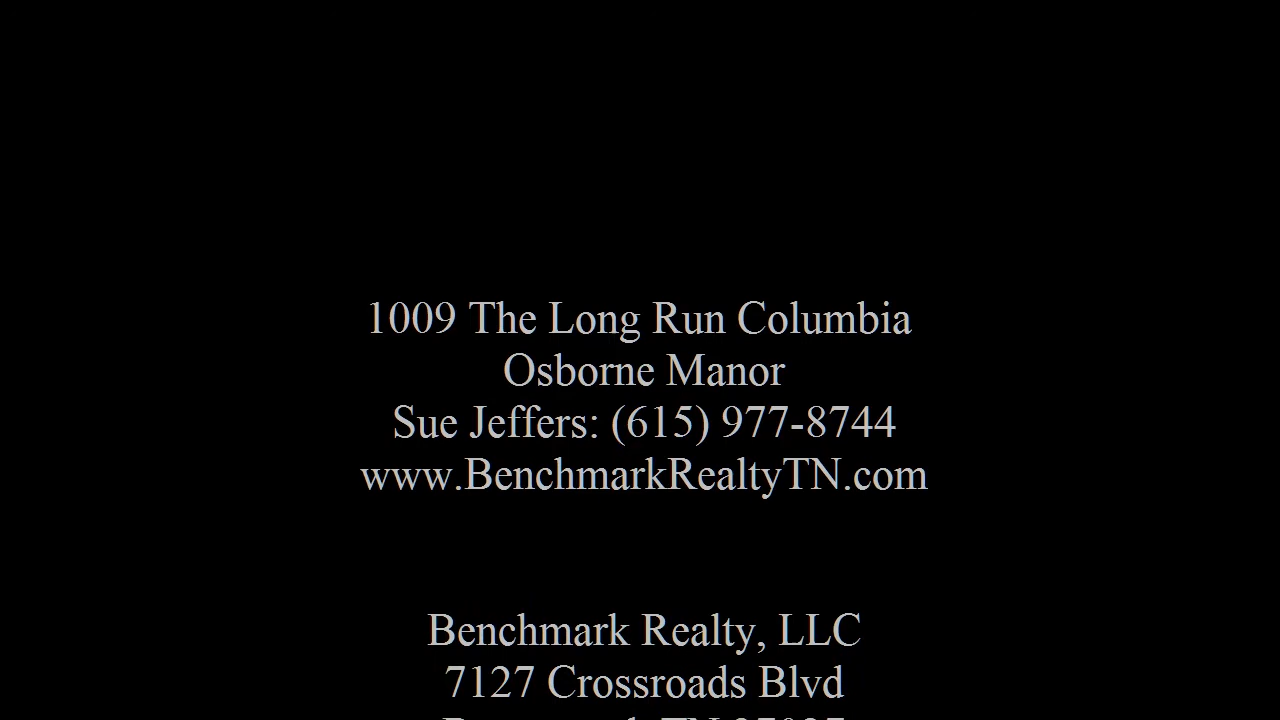 1009 The Long Run Columbia
Osborne Manor
Sue Jeffers: (615) 977-8744
www.BenchmarkRealtyTN.com
Benchmark Realty, LLC
7127 Crossroads Blvd